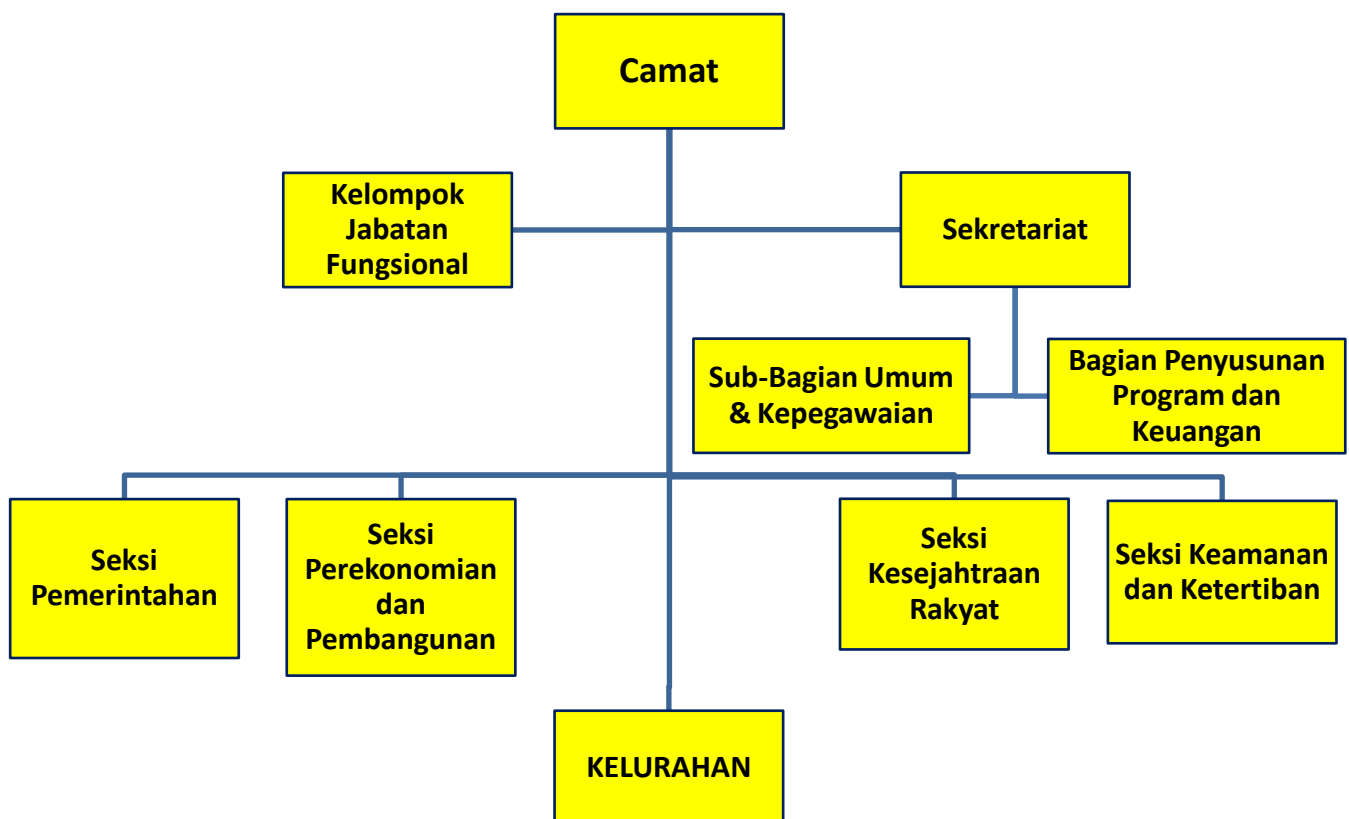 Camat
Kelompok
Jabatan
Fungsional
Sekretariat
Sub-Bagian Umum
& Kepegawaian
Bagian Penyusunan
Program dan
Keuangan
Seksi
Pemerintahan
Seksi
Perekonomian
dan
Pembangunan
Seksi
Kesejahtraan
Rakyat
Seksi Keamanan
dan Ketertiban
KELURAHAN